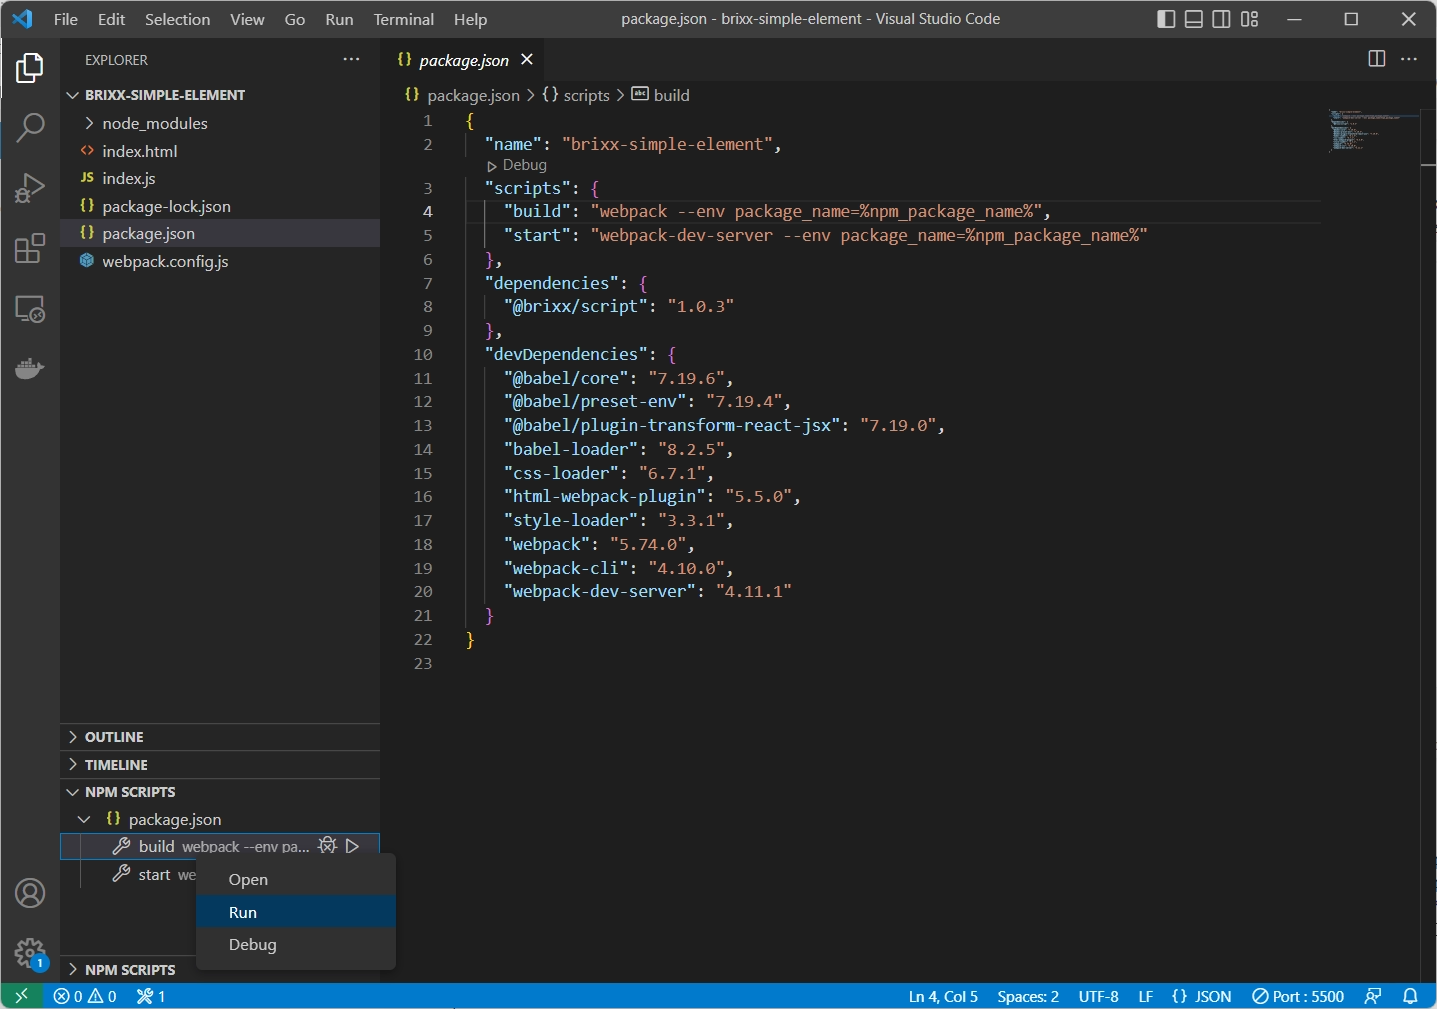 File Edit Selection View Go Run Terminal Help package.json - brixx-simple-element - Visual Studio Code
EXPLORER
BRIXX-SIMPLE-ELEMENT
node_modules
index.html
JS index.js
{} package-lock.json
{} package.json
webpack.config.js
OUTLINE
TIMELINE
NPM SCRIPTS
{} package.json
build webpack --env pa...
start we
Open
Run
Debug
NPM SCRIPTS
1
{} package.json
{} package.json > {} scripts > abc build
1 {
2 "name": "brixx-simple-element",
Debug
3 "scripts": {
4 "build": "webpack --env package_name=%npm_package_name%",
5 "start": "webpack-dev-server --env package_name=%npm_package_name%"
6 },
7 "dependencies": {
8 "@brixx/script": "1.0.3"
9 },
10 "devDependencies": {
11 "@babel/core": "7.19.6",
12 "@babel/preset-env": "7.19.4",
13 "@babel/plugin-transform-react-jsx": "7.19.0",
14 "babel-loader": "8.2.5",
15 "css-loader": "6.7.1",
16 "html-webpack-plugin": "5.5.0",
17 "style-loader": "3.3.1",
18 "webpack": "5.74.0",
19 "webpack-cli": "4.10.0",
20 "webpack-dev-server": "4.11.1"
21 }
22 }
23
0 0 1 Ln 4, Col 5 Spaces: 2 UTF-8 LF {} JSON Port : 5500